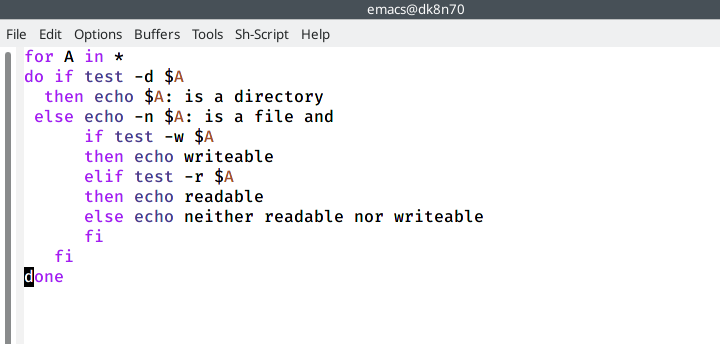 emacs@dk8n70
File Edit Options Buffers Tools Sh-Script Help
for A in *
do if test -d $A
  then echo $A: is a directory
 else echo -n $A: is a file and
      if test -w $A
      then echo writeable
      elif test -r $A
      then echo readable
      else echo neither readable nor writeable
      fi
   fi
done